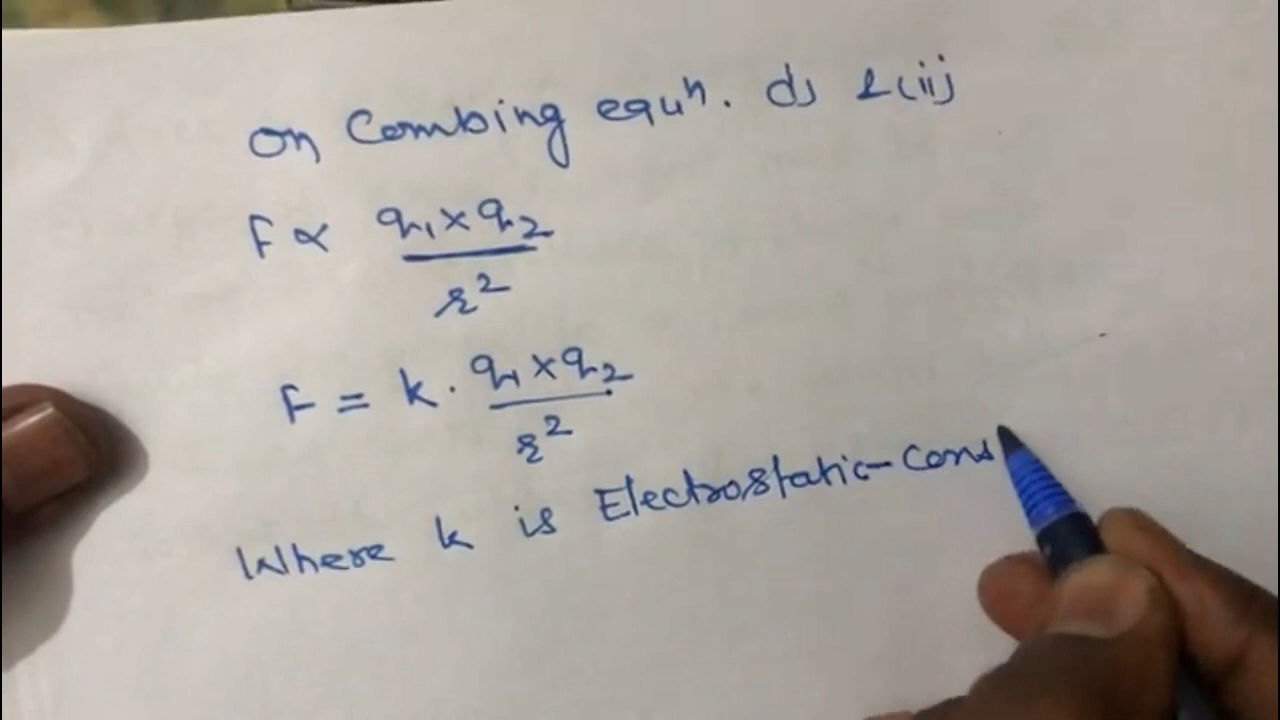 On Combing equⁿ. (i) & (ii)
F ∝ q₁ × q₂ / r²
F = k · q₁ × q₂ / r²
Where k is Electrostatic-Cons